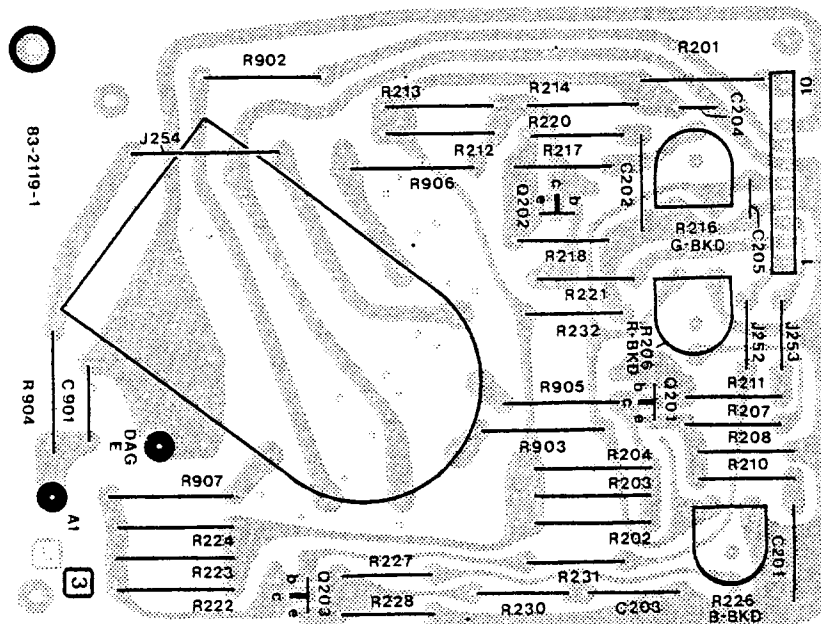 R902
R201
R213
R214
C204
01
83-2119-1
J254
R220
R212
R217
R906
C202
Q202
c
b
e
R216
G-BKD
C205
R218
R221
1
R232
R206
R-BKD
J252
J253
R904
C901
R905
b
c
e
Q201
R211
R207
R903
R208
DAG
E
R204
R210
R907
R203
A1
R224
R202
C201
R223
R227
R231
3
R222
b
c
e
Q203
R228
R230
C203
R226
B-BKD